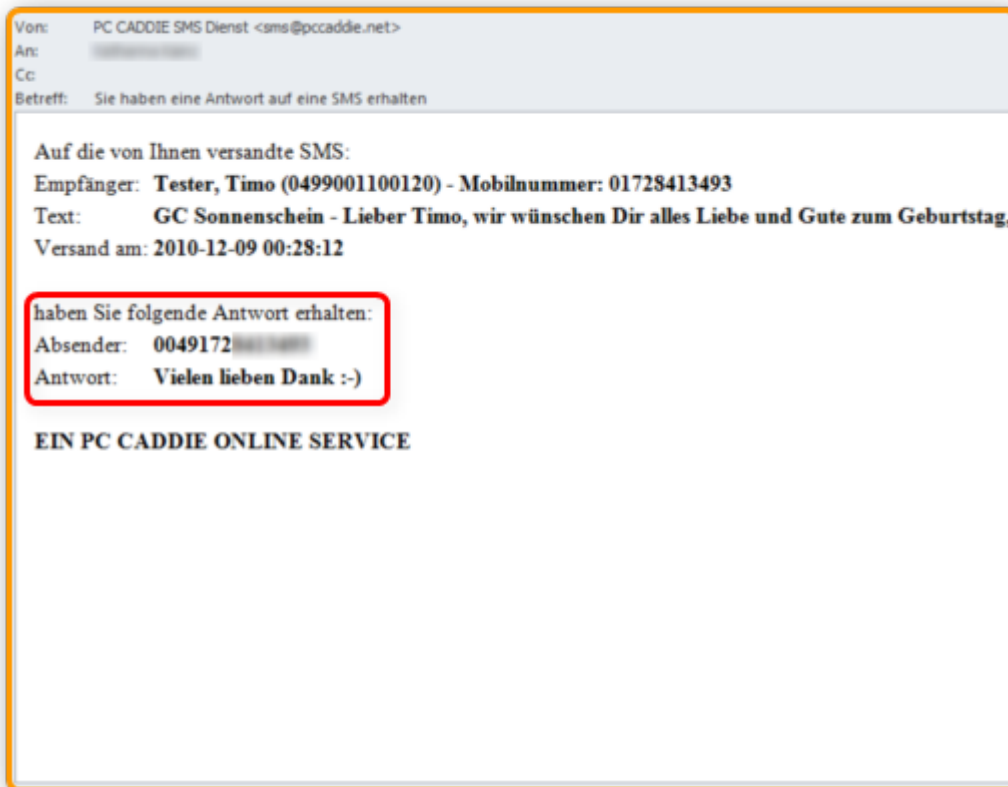 Von: PC CADDIE SMS Dienst <sms@pccaddie.net>
An:
Cc
Betreff: Sie haben eine Antwort auf eine SMS erhalten
Auf die von Ihnen versandte SMS:
Empfänger: Tester, Timo (0499001100120) - Mobilnummer: 01728413493
Text: GC Sonnenschein - Lieber Timo, wir wünschen Dir alles Liebe und Gute zum Geburtstag,
Versand am: 2010-12-09 00:28:12
haben Sie folgende Antwort erhalten:
Absender: 0049172
Antwort: Vielen lieben Dank :-)
EIN PC CADDIE ONLINE SERVICE